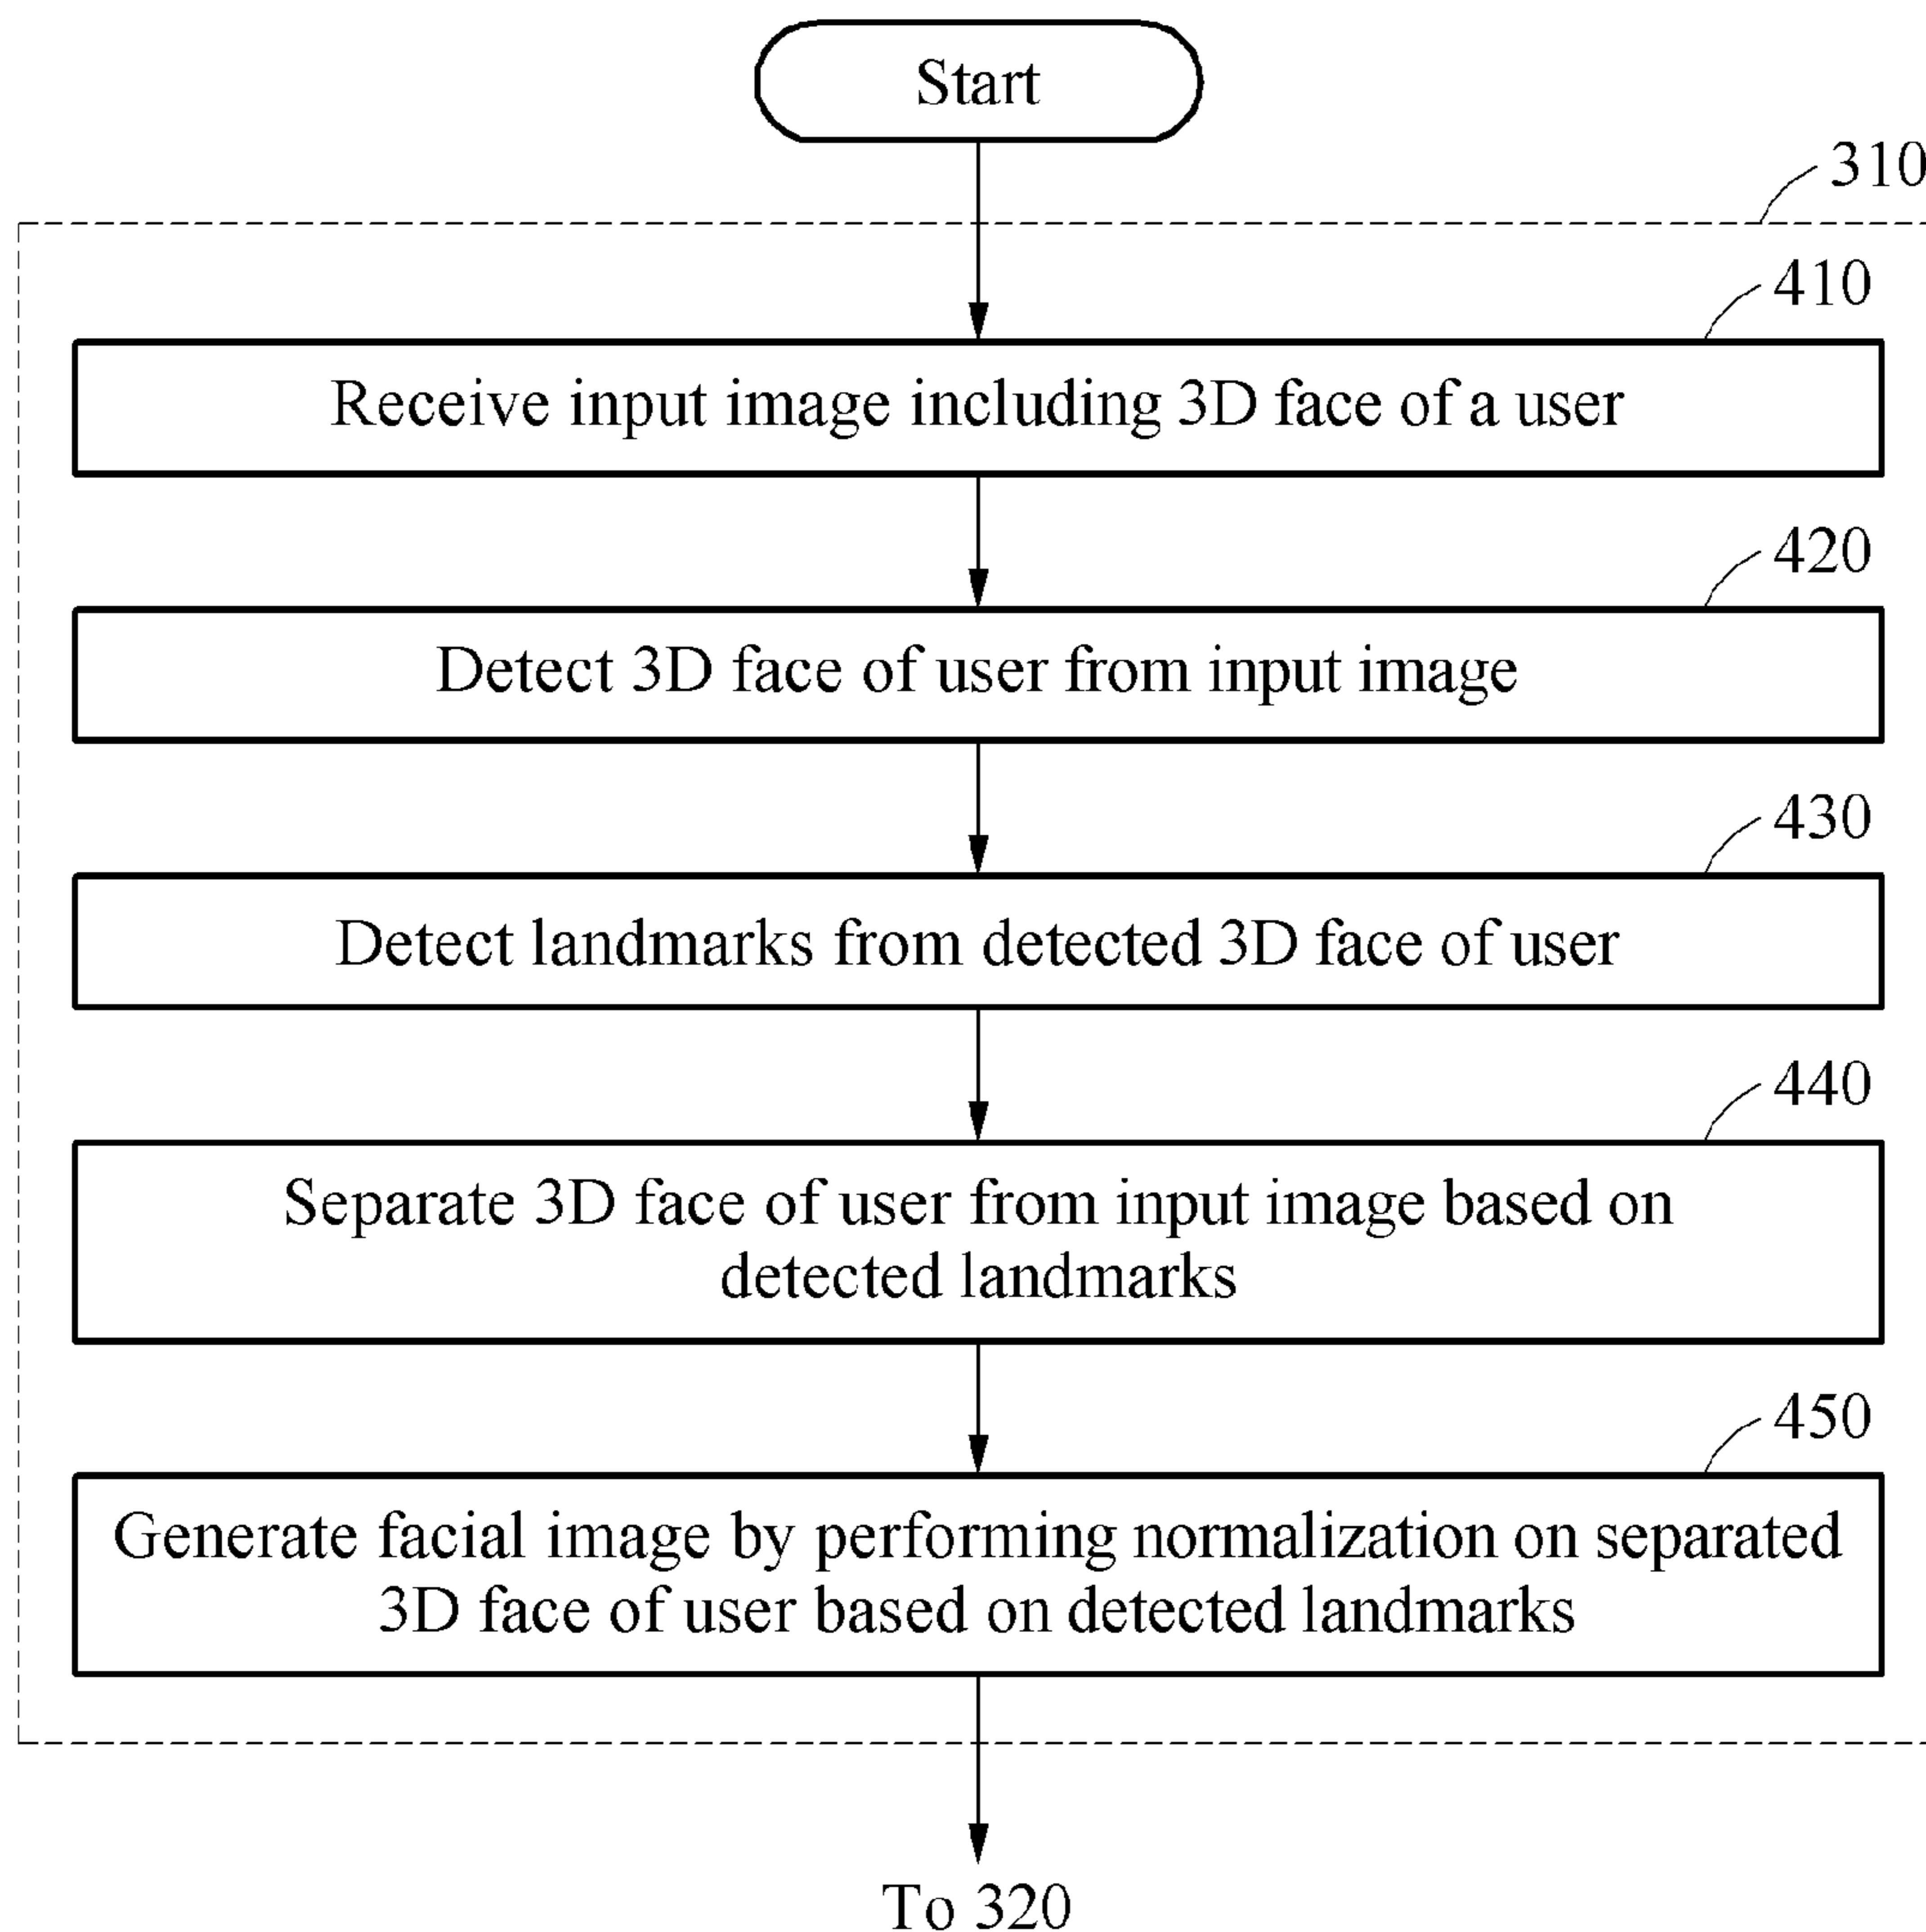 Start
310
410
Receive input image including 3D face of a user
420
Detect 3D face of user from input image
430
Detect landmarks from detected 3D face of user
440
Separate 3D face of user from input image based on
detected landmarks
450
Generate facial image by performing normalization on separated
3D face of user based on detected landmarks
To 320